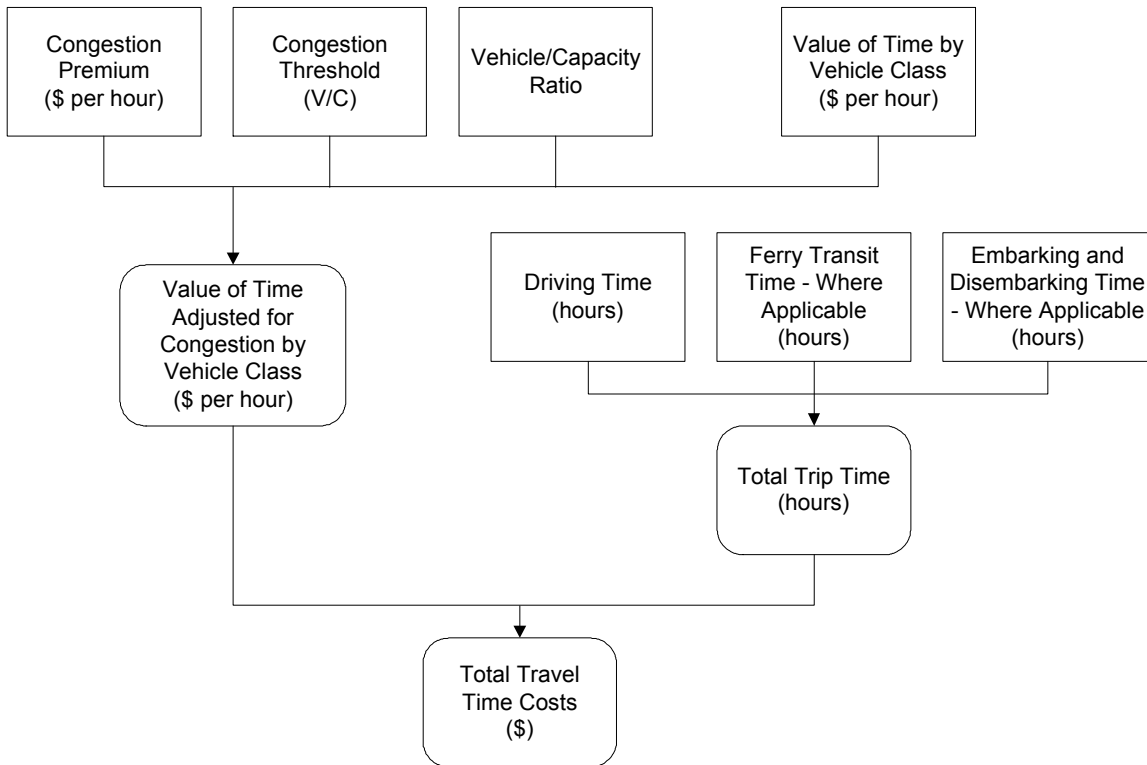 Congestion
Premium
($ per hour)
Congestion
Threshold
(V/C)
Vehicle/Capacity
Ratio
Value of Time by
Vehicle Class
($ per hour)
Value of Time
Adjusted for
Congestion by
Vehicle Class
($ per hour)
Driving Time
(hours)
Ferry Transit
Time - Where
Applicable
(hours)
Embarking and
Disembarking Time
- Where Applicable
(hours)
Total Trip Time
(hours)
Total Travel
Time Costs
($)